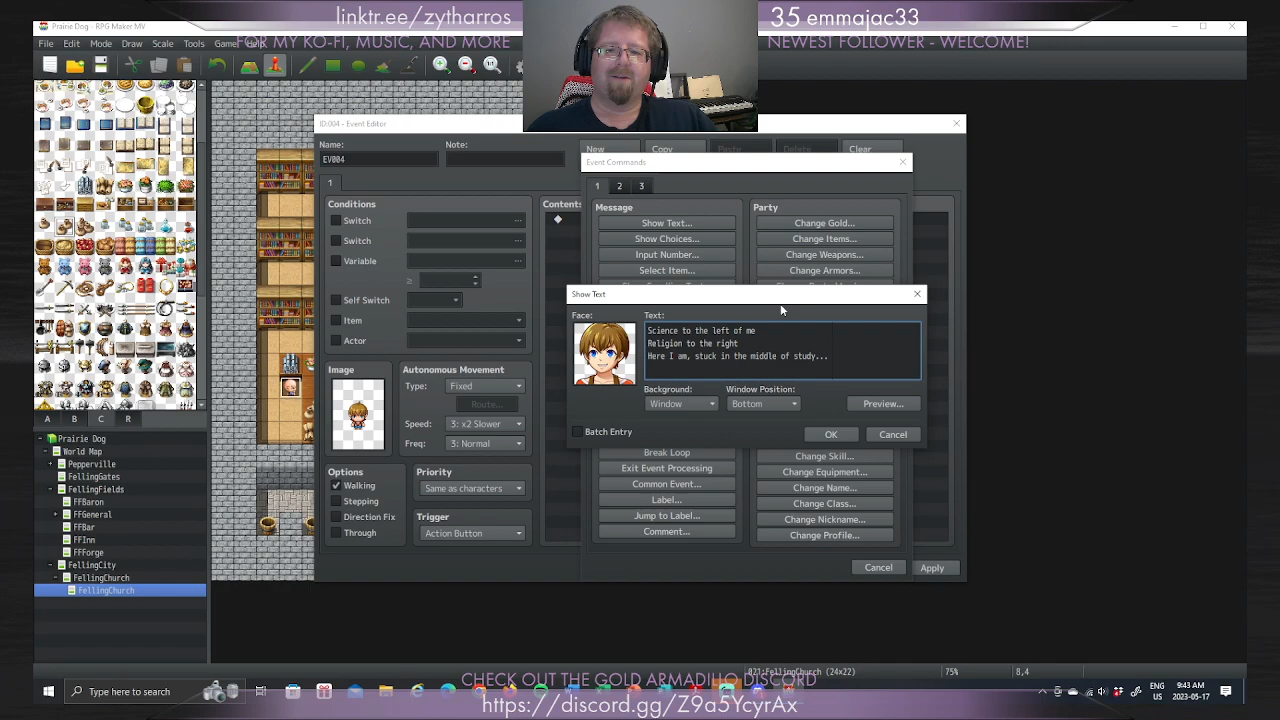 linktr.ee/zytharros
35 emmajac33
Prairie Dog - RPG Maker MV
FOR MY KO-FI, MUSIC, AND MORE
NEWEST FOLLOWER - WELCOME!
File Edit Mode Draw Scale Tools Game Help
ID:004 - Event Editor
Name:
Note:
EV004
New
Copy
Paste
Delete
Clear
Event Commands
1
1 2 3
Conditions
Contents
Switch
Switch
Variable
≥
Self Switch
Item
Actor
Message
Party
Show Text...
Change Gold...
Show Choices...
Change Items...
Input Number...
Change Weapons...
Select Item...
Change Armors...
Show Text
Face:
Text:
Science to the left of me
Religion to the right
Here I am, stuck in the middle of study...
Background:
Window Position:
Window
Bottom
Preview...
Batch Entry
OK
Cancel
Image
Autonomous Movement
Type: Fixed
Route...
Speed: 3: x2 Slower
Freq: 3: Normal
Options
Priority
Walking
Same as characters
Stepping
Direction Fix
Trigger
Through
Action Button
Break Loop
Change Skill...
Exit Event Processing
Change Equipment...
Common Event...
Change Name...
Label...
Change Class...
Jump to Label...
Change Nickname...
Comment...
Change Profile...
Cancel
Apply
A B C R
Prairie Dog
World Map
Pepperville
FellingGates
FellingFields
FFBaron
FFGeneral
FFBar
FFInn
FFForge
FellingCity
FellingChurch
FellingChurch
021:FellingChurch (24x22)
75%
8,4
CHECK OUT THE GOLD ARMADILLO DISCORD
https://discord.gg/Z9a5YcyrAx
Type here to search
ENG
US
9:43 AM
2023-05-17